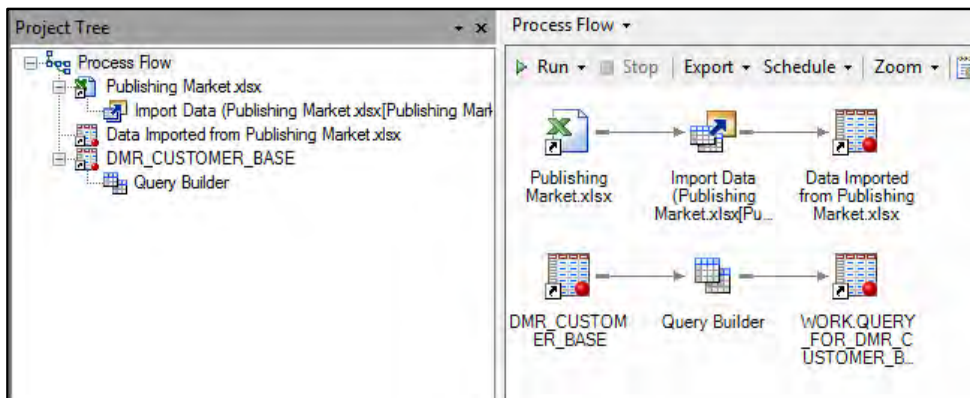 Project Tree
Process Flow
Publishing Market.xlsx
Import Data (Publishing Market.xlsx[Publishing Mark
Data Imported from Publishing Market.xlsx
DMR_CUSTOMER_BASE
Query Builder
Process Flow
Run
Stop
Export
Schedule
Zoom
Publishing
Market.xlsx
Import Data
(Publishing
Market.xlsx[Pu...
Data Imported
from Publishing
Market.xlsx
DMR_CUSTOM
ER_BASE
Query Builder
WORK.QUERY
_FOR_DMR_C
USTOMER_B...